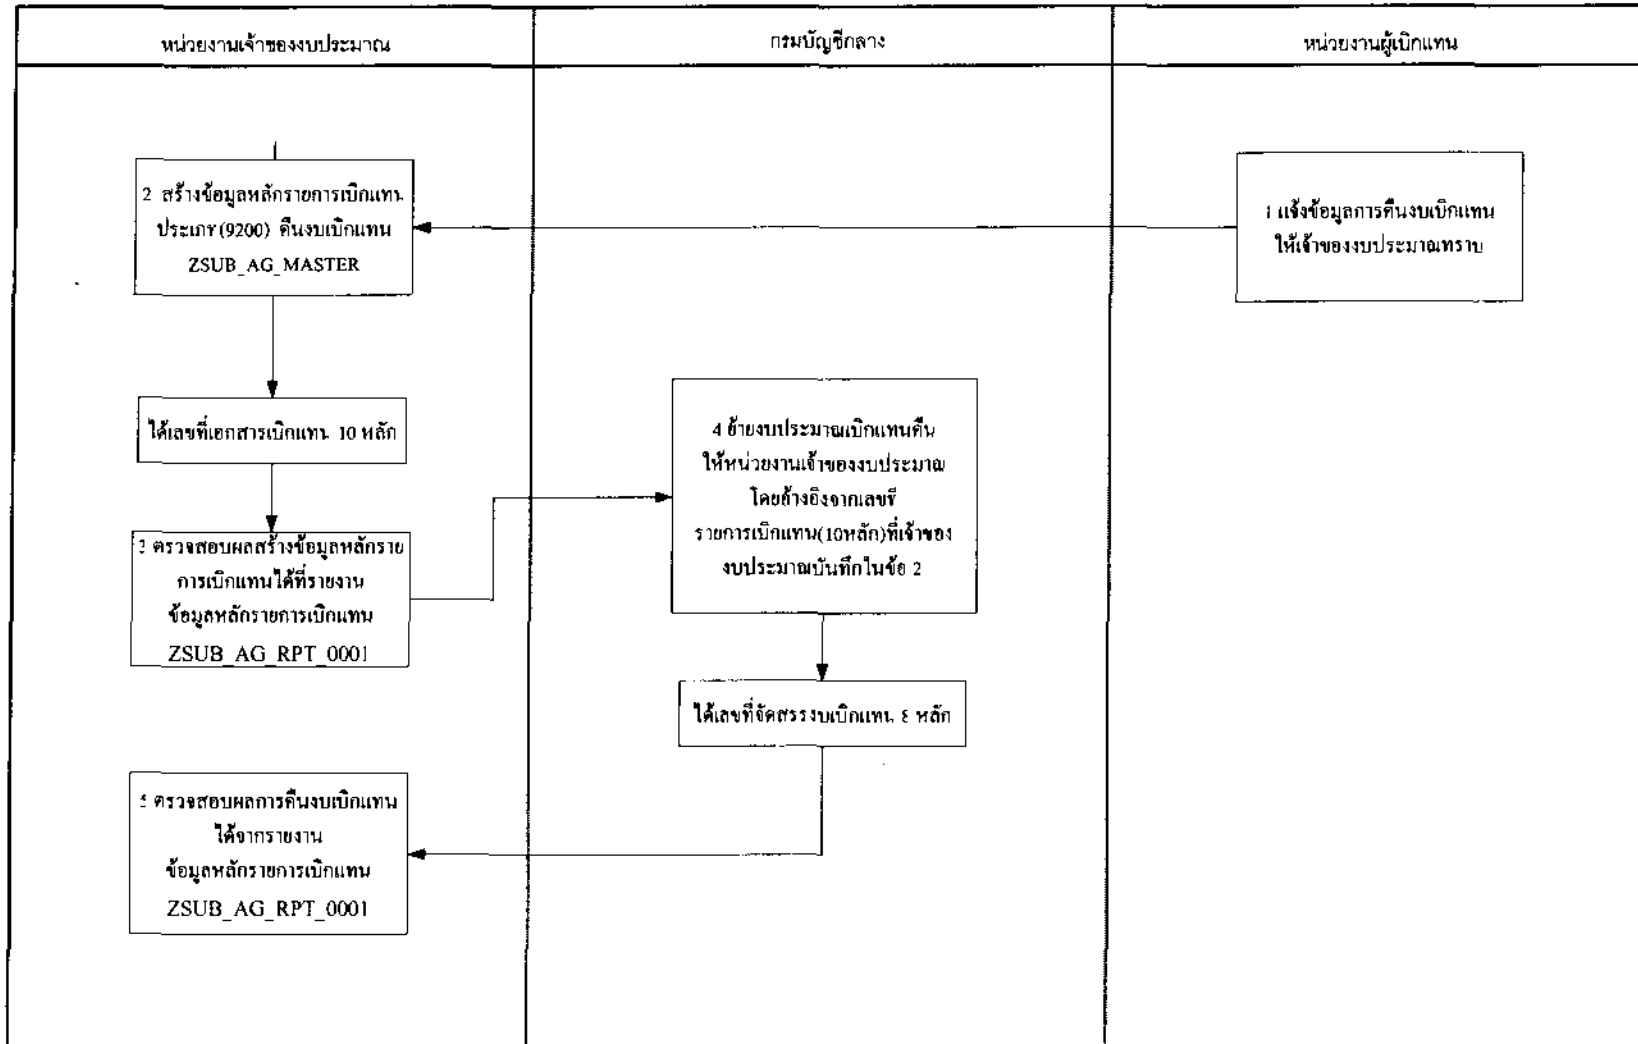 หน่วยงานเจ้าของงบประมาณ
กรมบัญชีกลาง
หน่วยงานผู้เบิกแทน
1 แจ้งข้อมูลการคืนงบเบิกแทน
ให้เจ้าของงบประมาณทราบ
2 สร้างข้อมูลหลักรายการเบิกแทน
ประเภท(9200) คืนงบเบิกแทน
ZSUB_AG_MASTER
ได้เลขที่เอกสารเบิกแทน 10 หลัก
3 ตรวจสอบผลสร้างข้อมูลหลักราย
การเบิกแทนได้ที่รายงาน
ข้อมูลหลักรายการเบิกแทน
ZSUB_AG_RPT_0001
4 ย้ายงบประมาณเบิกแทนคืน
ให้หน่วยงานเจ้าของงบประมาณ
โดยอ้างอิงจากเลขที่
รายการเบิกแทน(10หลัก)ที่เจ้าของ
งบประมาณบันทึกในข้อ 2
ได้เลขที่จัดสรรงบเบิกแทน 8 หลัก
5 ตรวจสอบผลการคืนงบเบิกแทน
ได้จากรายงาน
ข้อมูลหลักรายการเบิกแทน
ZSUB_AG_RPT_0001